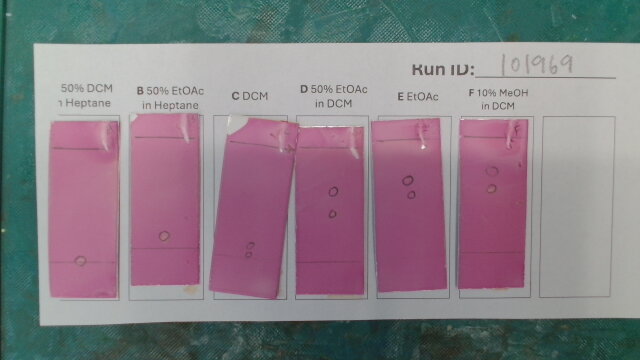 Run ID: 101969
50% DCM
in Heptane
B 50% EtOAc
in Heptane
C DCM
D 50% EtOAc
in DCM
E EtOAc
F 10% MeOH
in DCM